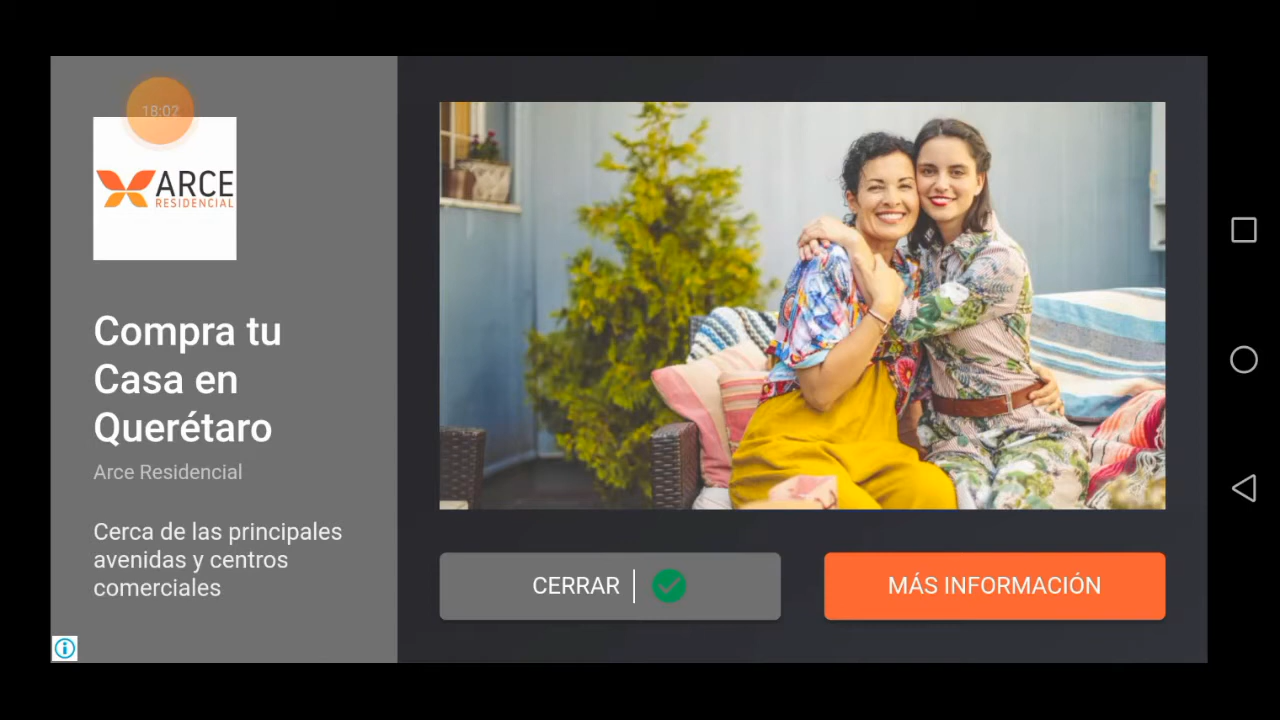 18:02
ARCE
RESIDENCIAL
Compra tu
Casa en
Querétaro
Arce Residencial
Cerca de las principales
avenidas y centros
comerciales
CERRAR
MÁS INFORMACIÓN